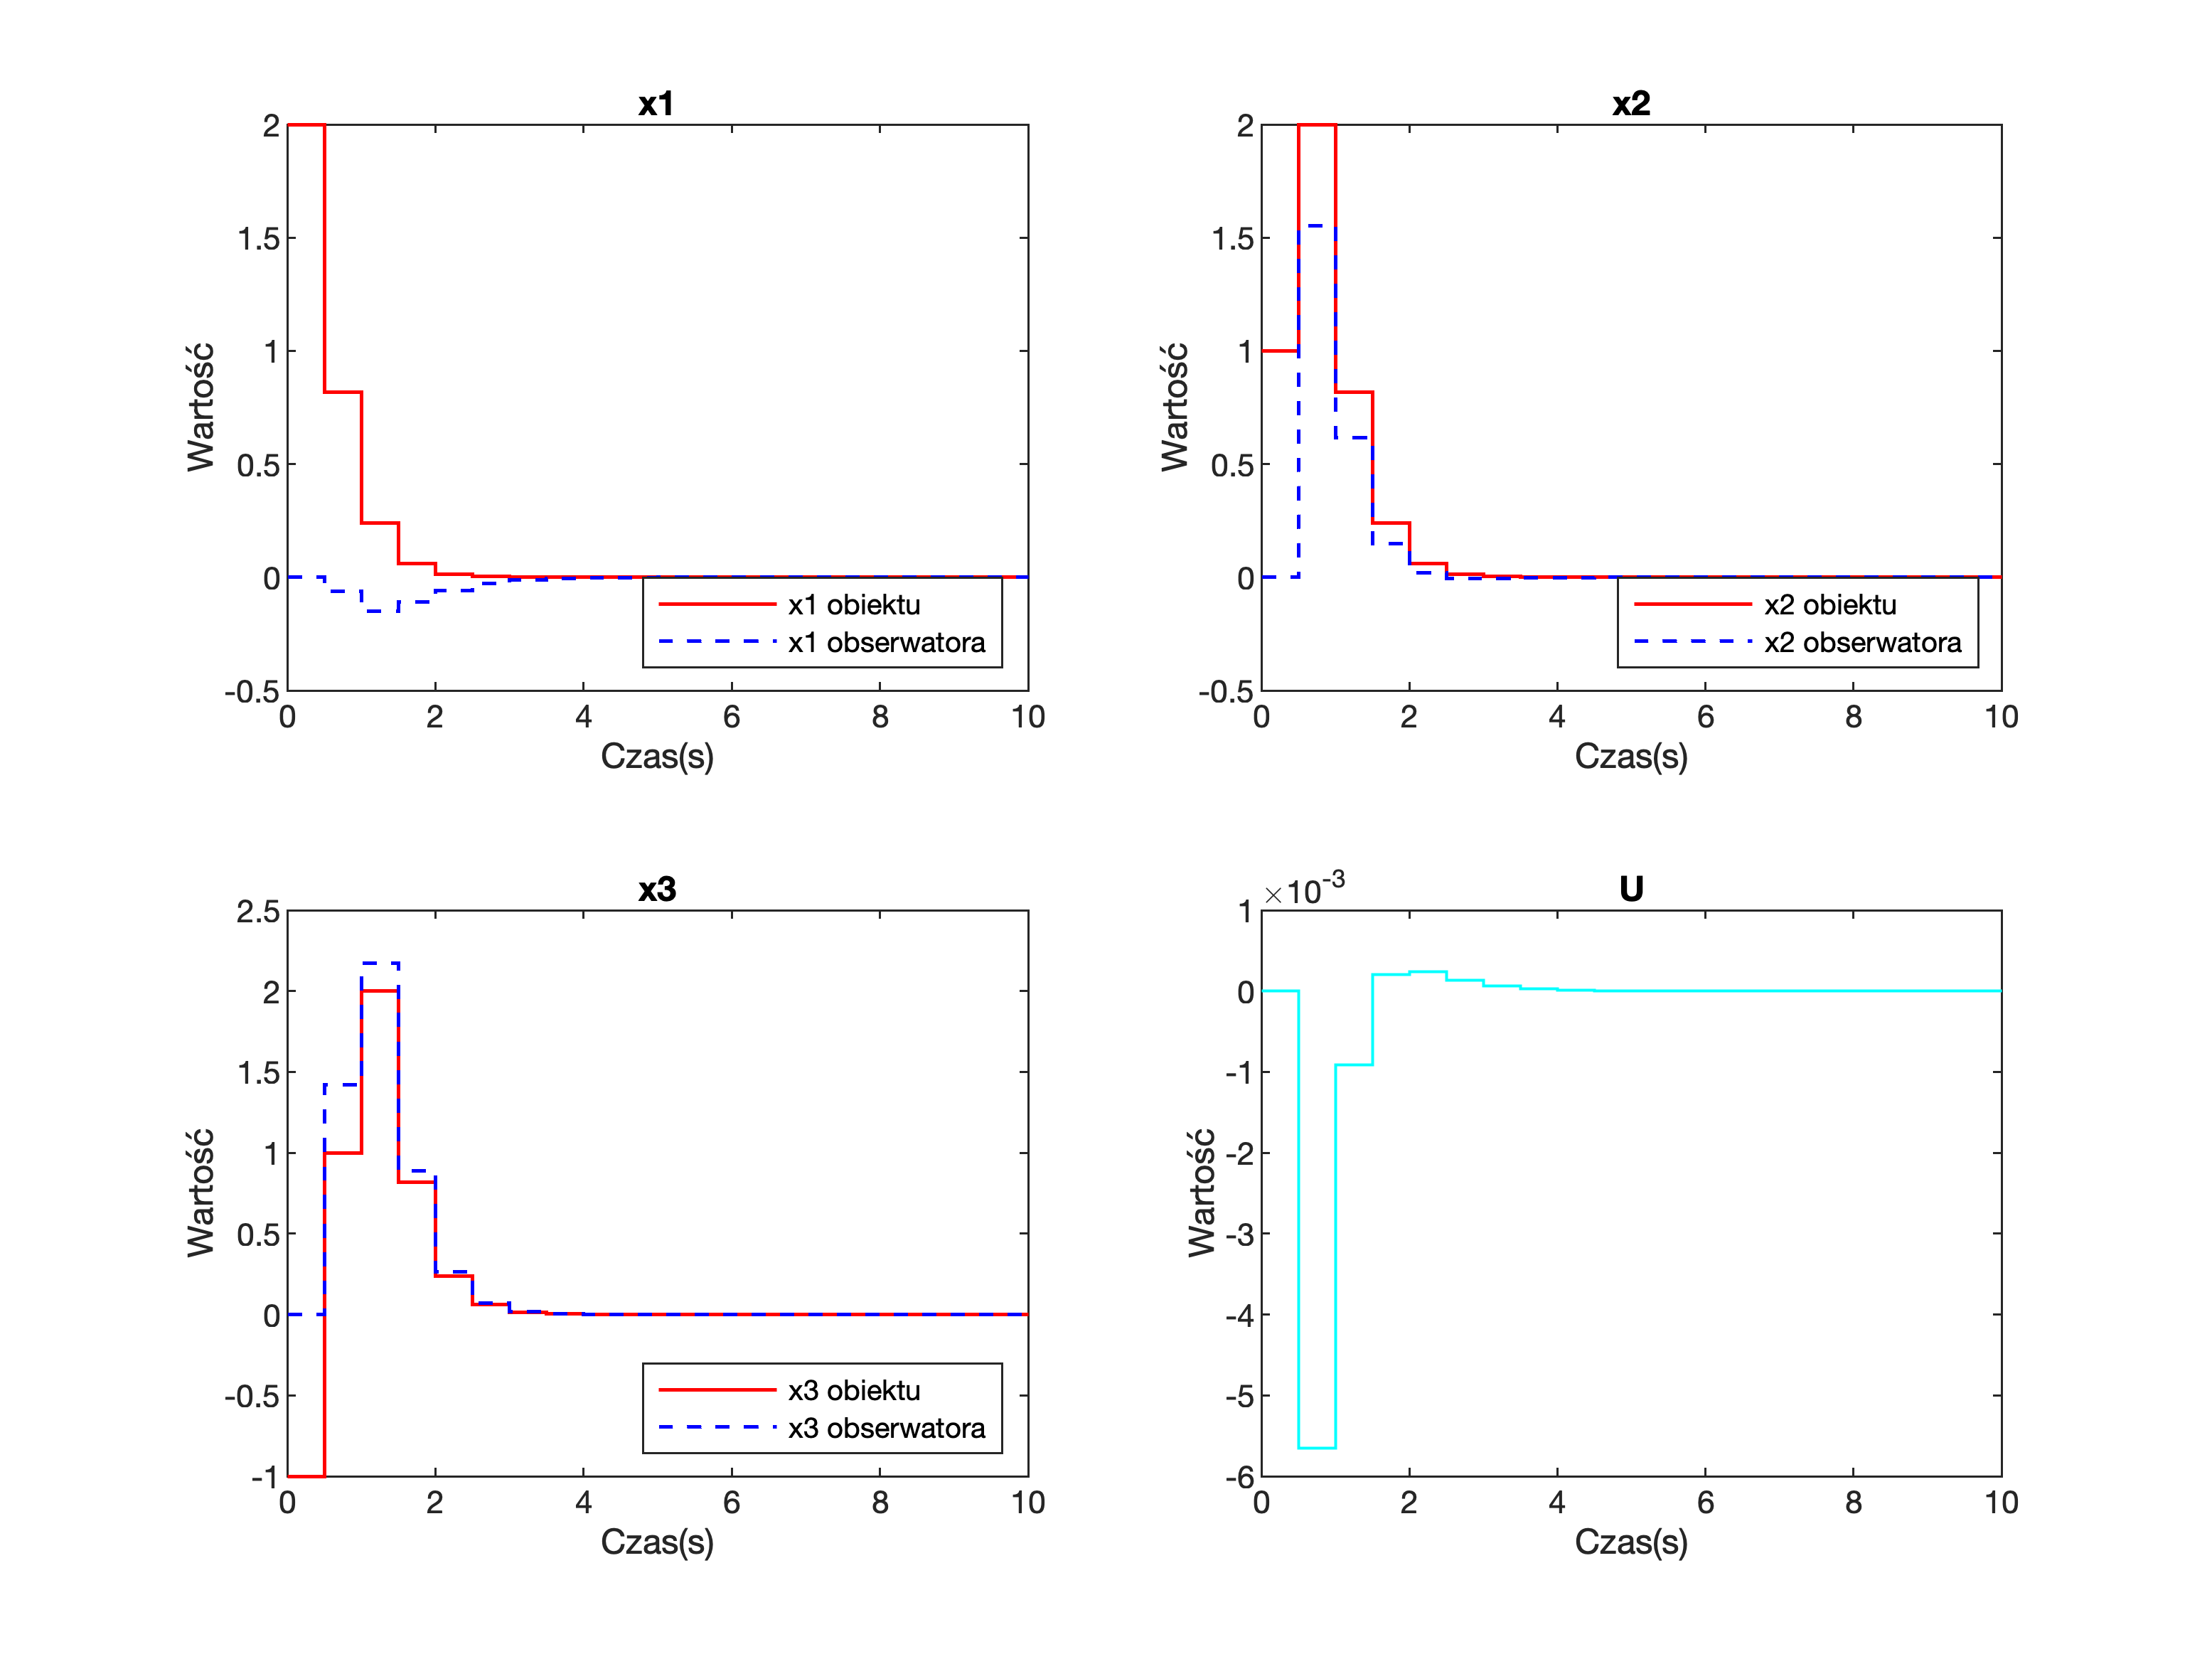 x1
2
1.5
1
0.5
0
-0.5
Wartość
0 2 4 6 8 10
Czas(s)
x1 obiektu
x1 obserwatora
x2
2
1.5
1
0.5
0
-0.5
Wartość
0 2 4 6 8 10
Czas(s)
x2 obiektu
x2 obserwatora
x3
2.5
2
1.5
1
0.5
0
-0.5
-1
Wartość
0 2 4 6 8 10
Czas(s)
x3 obiektu
x3 obserwatora
×10⁻³
U
1
0
-1
-2
-3
-4
-5
-6
Wartość
0 2 4 6 8 10
Czas(s)